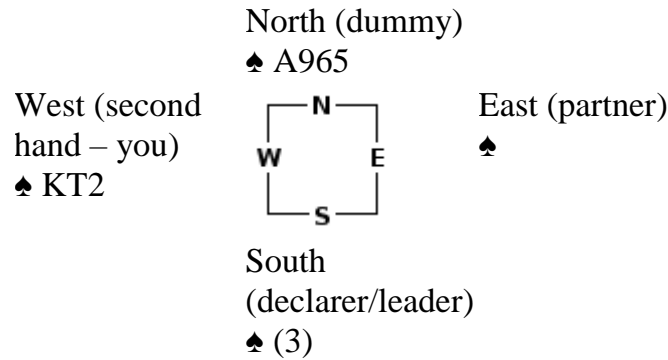 North (dummy)
♠ A965
West (second
hand – you)
♠ KT2
N
W
E
S
East (partner)
♠
South
(declarer/leader)
♠ (3)